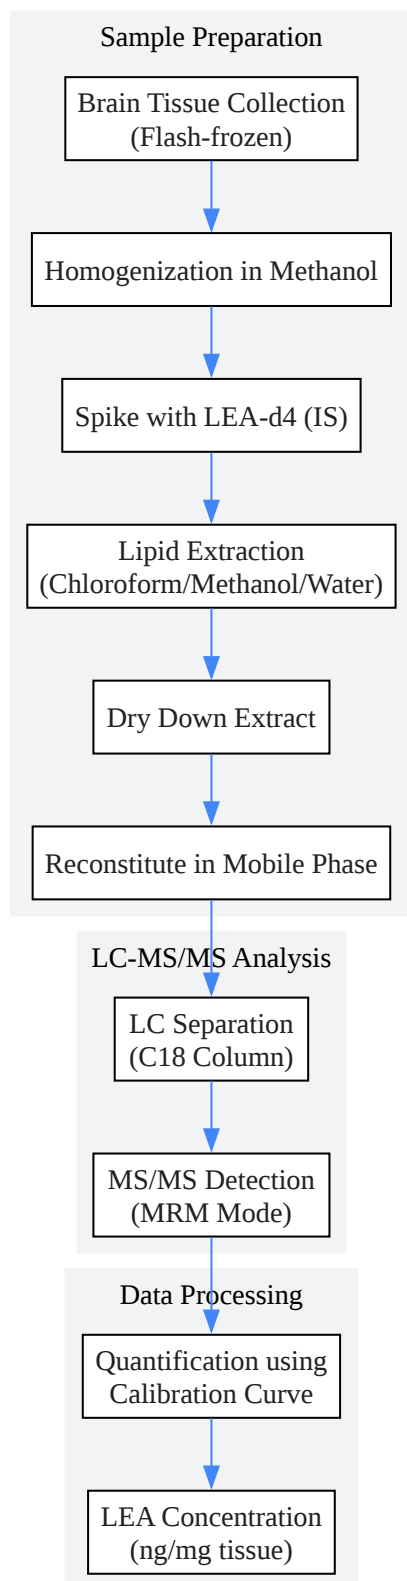 Sample Preparation
Brain Tissue Collection
(Flash-frozen)
Homogenization in Methanol
Spike with LEA-d4 (IS)
Lipid Extraction
(Chloroform/Methanol/Water)
Dry Down Extract
Reconstitute in Mobile Phase
LC-MS/MS Analysis
LC Separation
(C18 Column)
MS/MS Detection
(MRM Mode)
Data Processing
Quantification using
Calibration Curve
LEA Concentration
(ng/mg tissue)